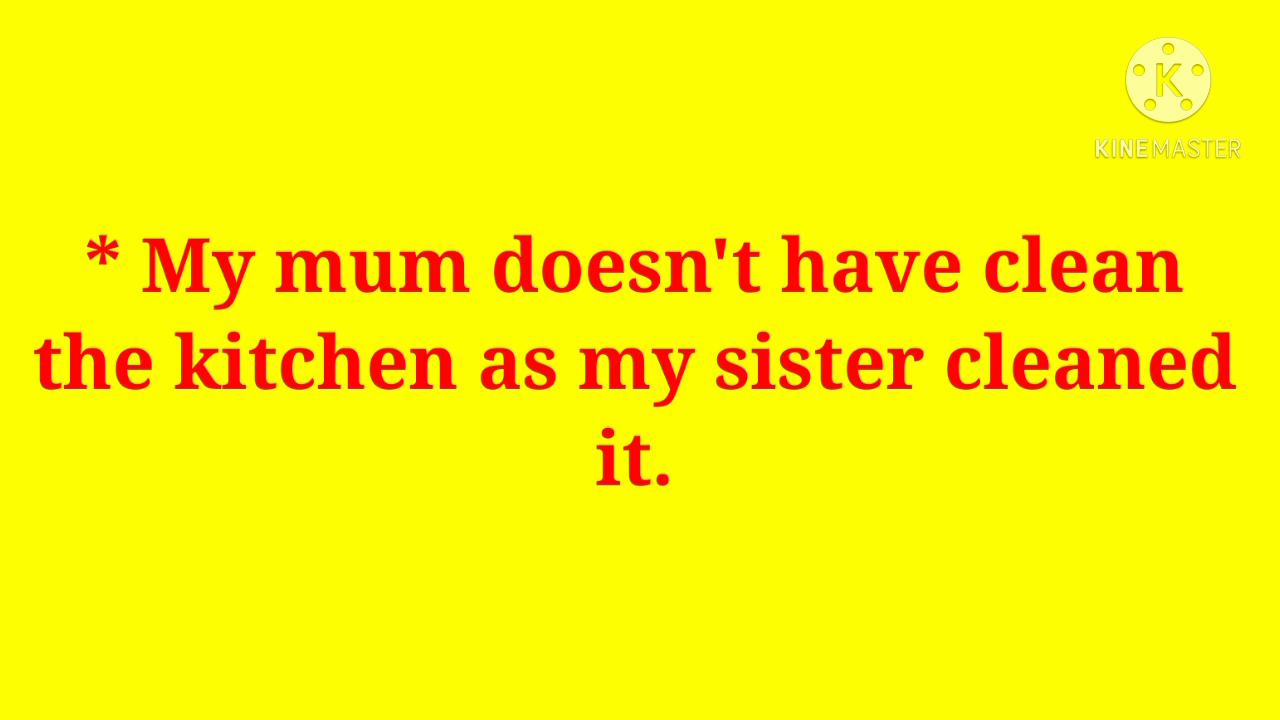 K
KINEMASTER
* My mum doesn't have clean
the kitchen as my sister cleaned
it.